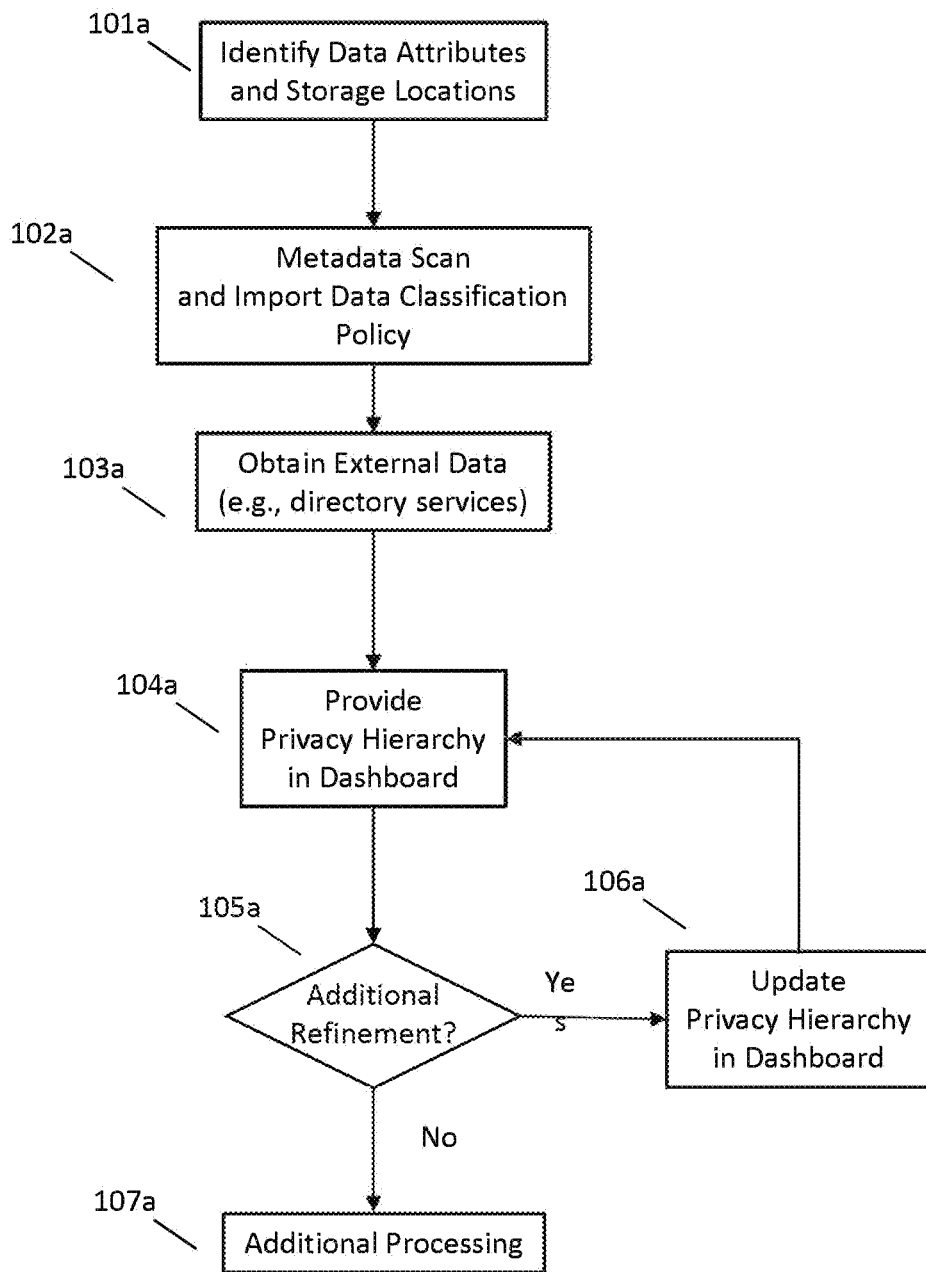 101a
Identify Data Attributes
and Storage Locations
102a
Metadata Scan
and Import Data Classification
Policy
103a
Obtain External Data
(e.g., directory services)
104a
Provide
Privacy Hierarchy
in Dashboard
105a
Additional
Refinement?
Ye
s
106a
Update
Privacy Hierarchy
in Dashboard
No
107a
Additional Processing